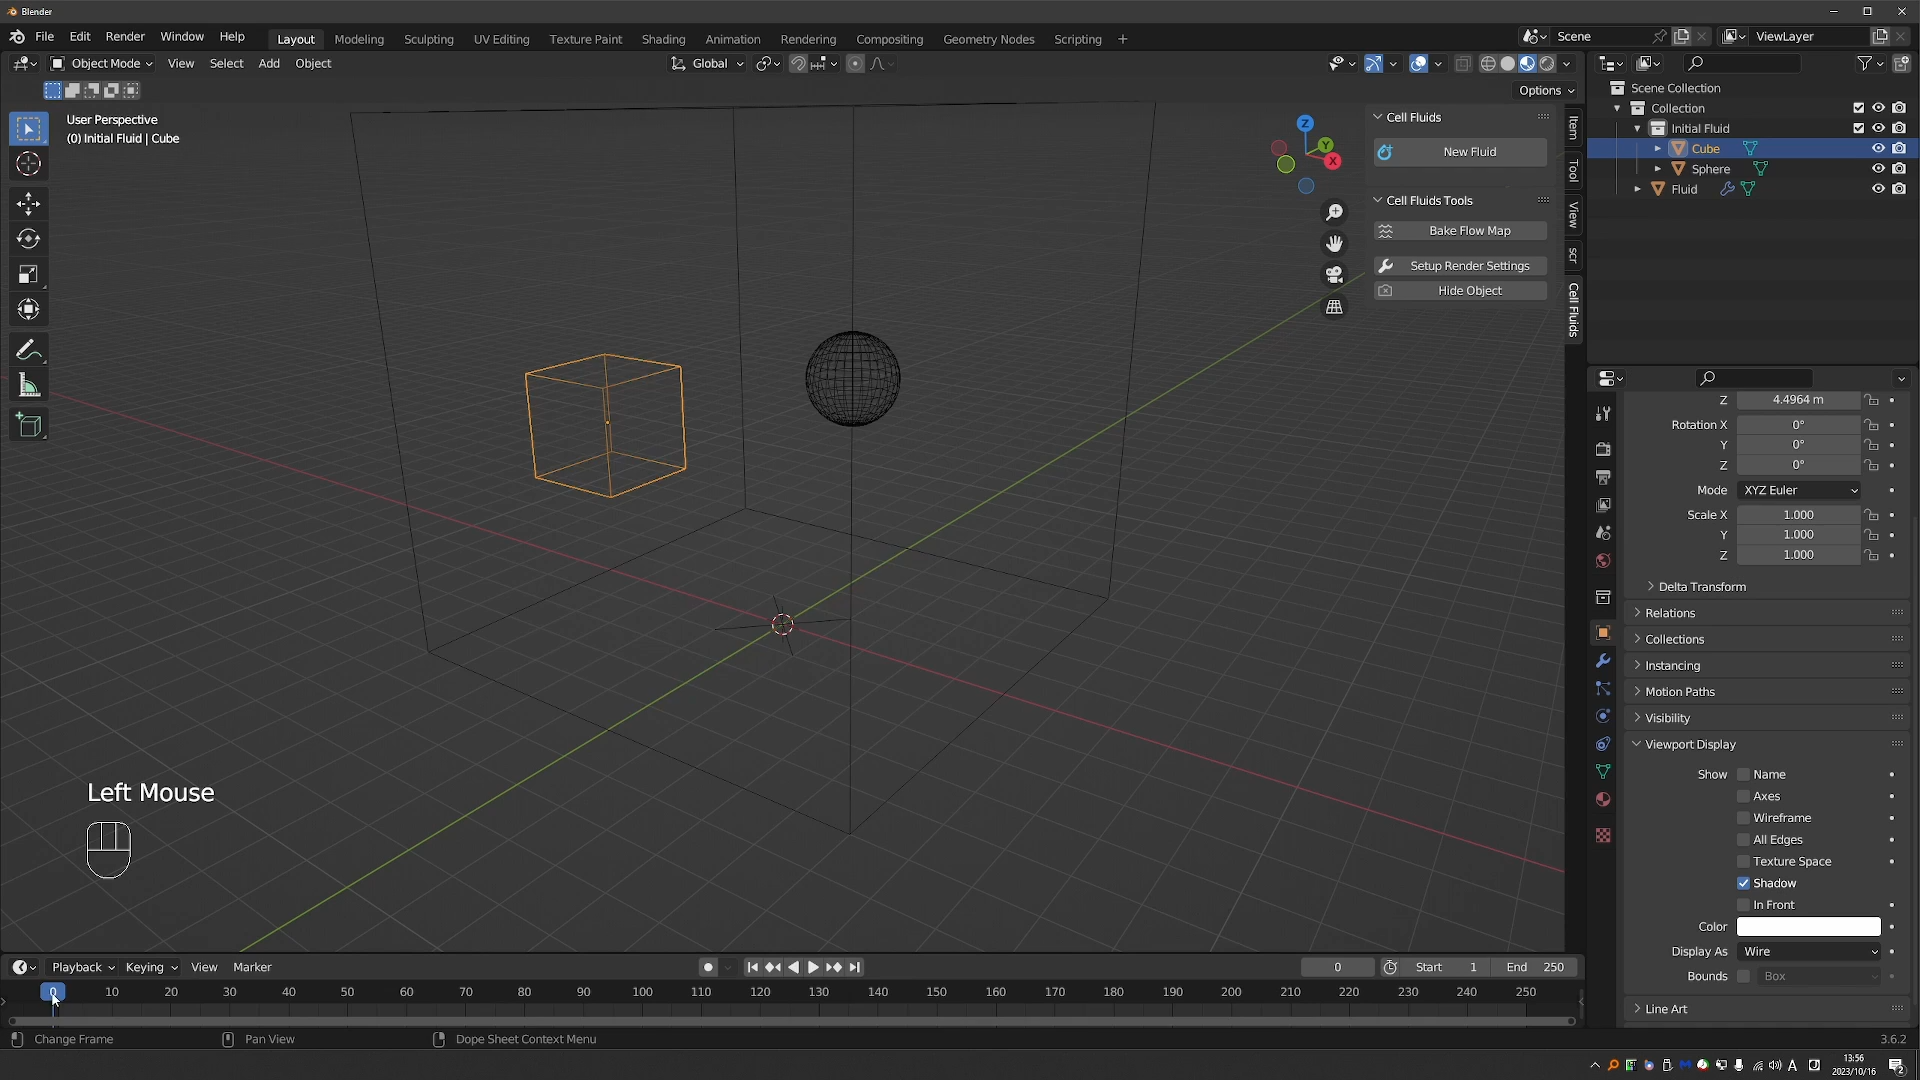 Blender
File Edit Render Window Help Layout Modeling Sculpting UV Editing Texture Paint Shading Animation Rendering Compositing Geometry Nodes Scripting + Scene ViewLayer
Object Mode View Select Add Object Global
Options
User Perspective
(0) Initial Fluid | Cube
Z
Y
X
Cell Fluids
New Fluid
Cell Fluids Tools
Bake Flow Map
Setup Render Settings
Hide Object
Item
Tool
View
scr
Cell Fluids
Scene Collection
Collection
Initial Fluid
Cube
Sphere
Fluid
Z 4.4964 m
Rotation X 0°
Y 0°
Z 0°
Mode XYZ Euler
Scale X 1.000
Y 1.000
Z 1.000
Delta Transform
Relations
Collections
Instancing
Motion Paths
Visibility
Viewport Display
Show Name
Axes
Wireframe
All Edges
Texture Space
Shadow
In Front
Color
Display As Wire
Bounds Box
Line Art
Left Mouse
Playback Keying View Marker 0 Start 1 End 250
0 10 20 30 40 50 60 70 80 90 100 110 120 130 140 150 160 170 180 190 200 210 220 230 240 250
Change Frame Pan View Dope Sheet Context Menu 3.6.2
A 13:56
2023/10/16
2